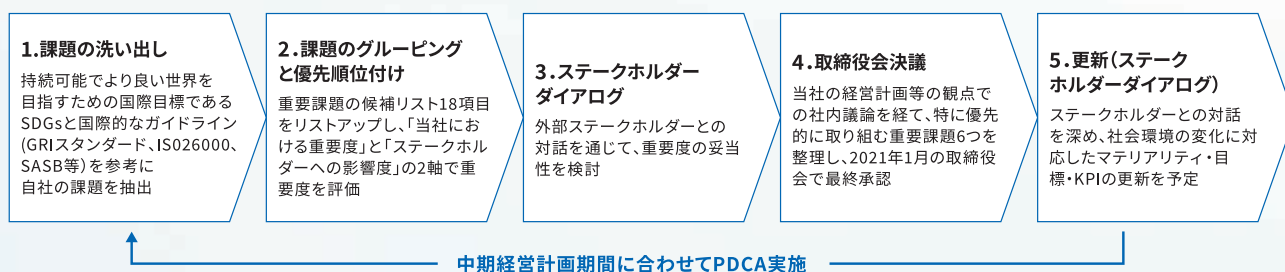 1.課題の洗い出し
持続可能でより良い世界を
目指すための国際目標である
SDGsと国際的なガイドライン
(GRIスタンダード、ISO26000、
SASB等)を参考に
自社の課題を抽出
2.課題のグルーピング
と優先順位付け
重要課題の候補リスト18項目
をリストアップし、「当社にお
ける重要度」と「ステークホル
ダーへの影響度」の2軸で重
要度を評価
3.ステークホルダー
ダイアログ
外部ステークホルダーとの
対話を通じて、重要度の妥当
性を検討
4.取締役会決議
当社の経営計画等の観点で
の社内議論を経て、特に優先
的に取り組む重要課題6つを
整理し、2021年1月の取締役
会で最終承認
5.更新(ステーク
ホルダーダイアログ)
ステークホルダーとの対話
を深め、社会環境の変化に対
応したマテリアリティ・目
標・KPIの更新を予定
中期経営計画期間に合わせてPDCA実施